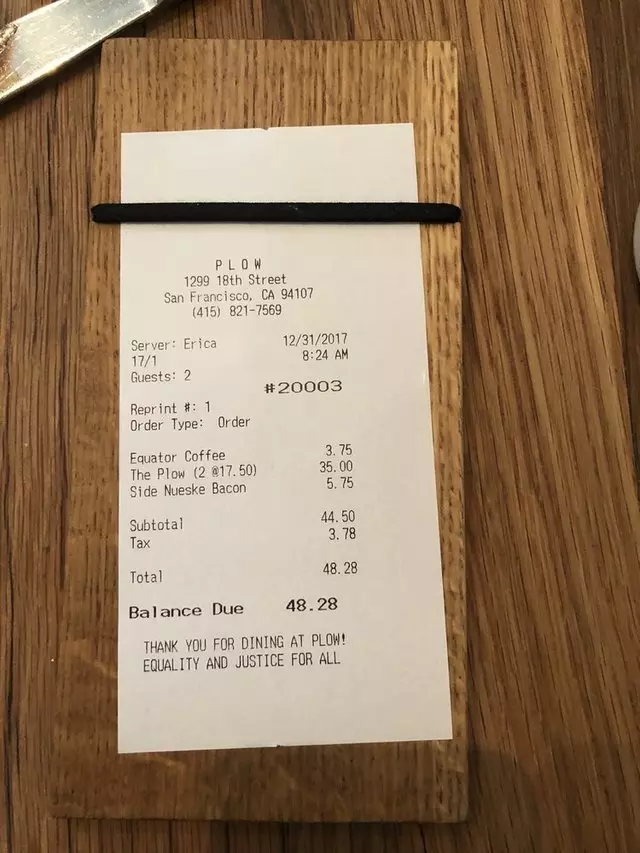 PLOW
1299 18th Street
San Francisco, CA 94107
(415) 821-7569
Server: Erica 12/31/2017
17/1 8:24 AM
Guests: 2
#20003
Reprint #: 1
Order Type: Order
Equator Coffee 3.75
The Plow (2 @17.50) 35.00
Side Nueske Bacon 5.75
Subtotal 44.50
Tax 3.78
Total 48.28
Balance Due 48.28
THANK YOU FOR DINING AT PLOW!
EQUALITY AND JUSTICE FOR ALL